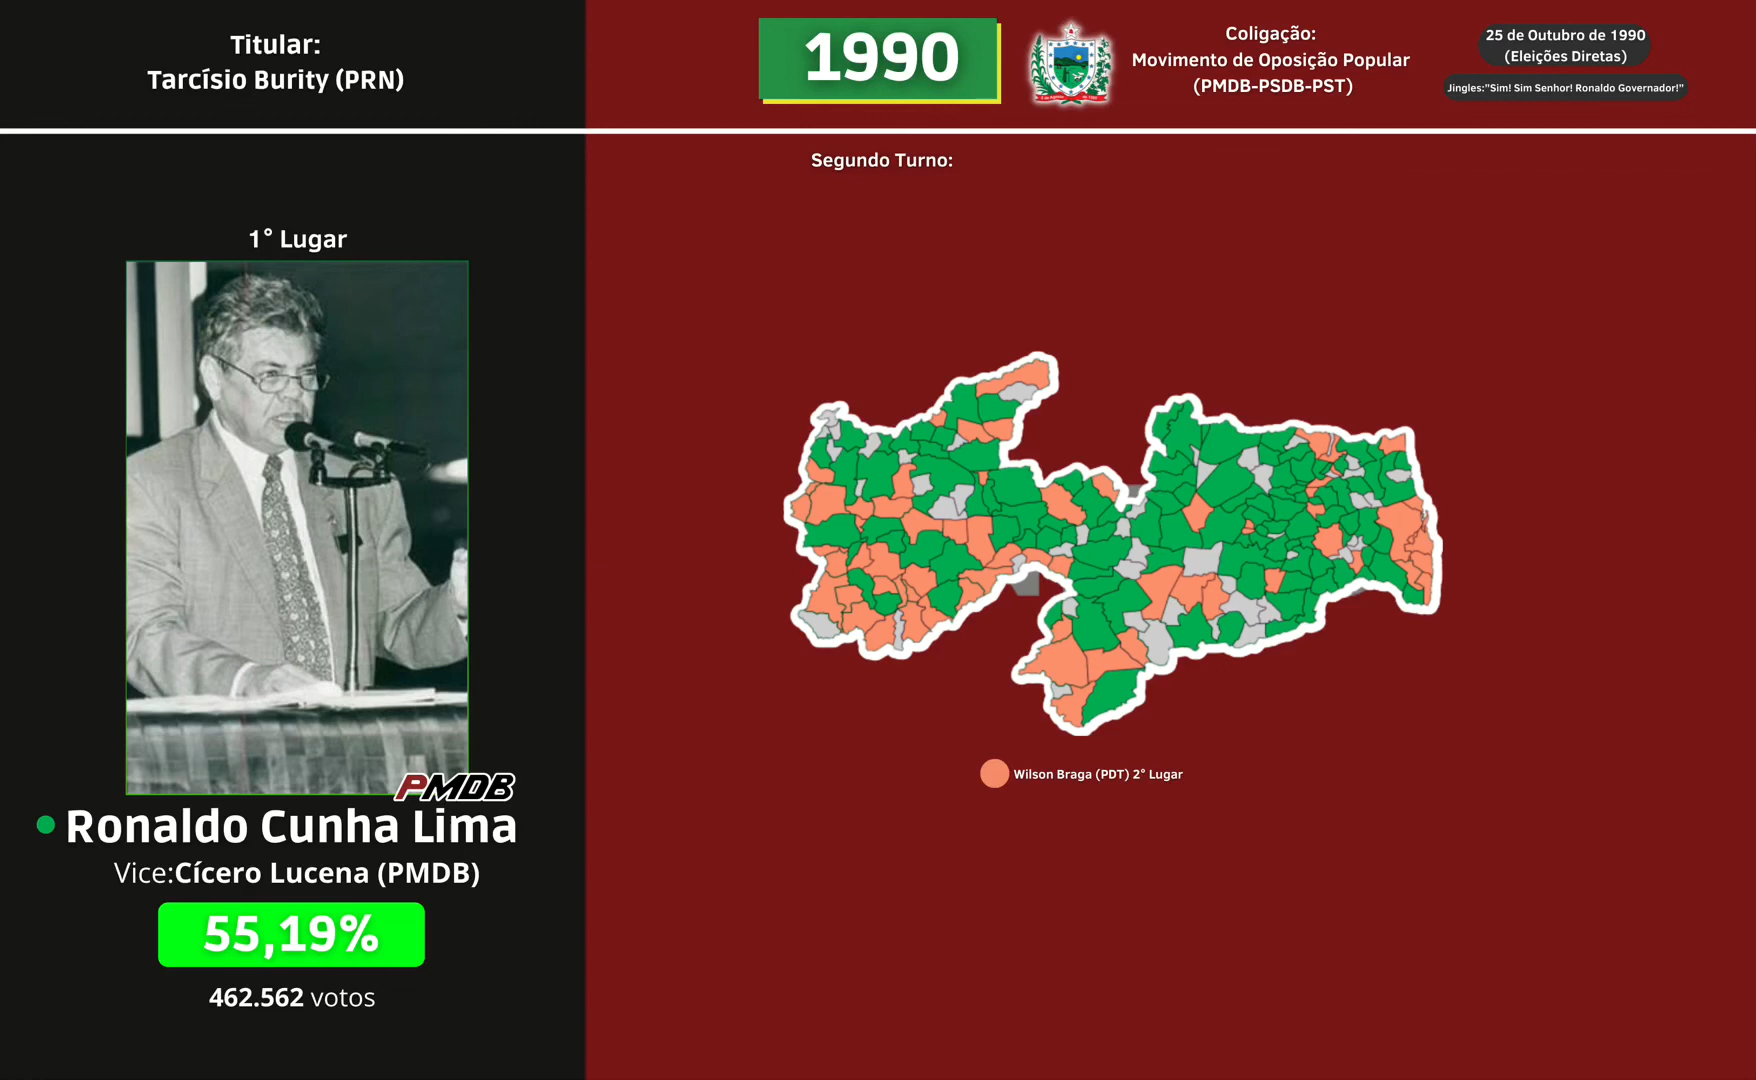 Titular:
Tarcísio Burity (PRN)
1990
Coligação:
Movimento de Oposição Popular
(PMDB-PSDB-PST)
25 de Outubro de 1990
(Eleições Diretas)
Jingles:"Sim! Sim Senhor! Ronaldo Governador!"
Segundo Turno:
1° Lugar
PMDB
Ronaldo Cunha Lima
Vice:Cícero Lucena (PMDB)
55,19%
462.562 votos
Wilson Braga (PDT) 2° Lugar